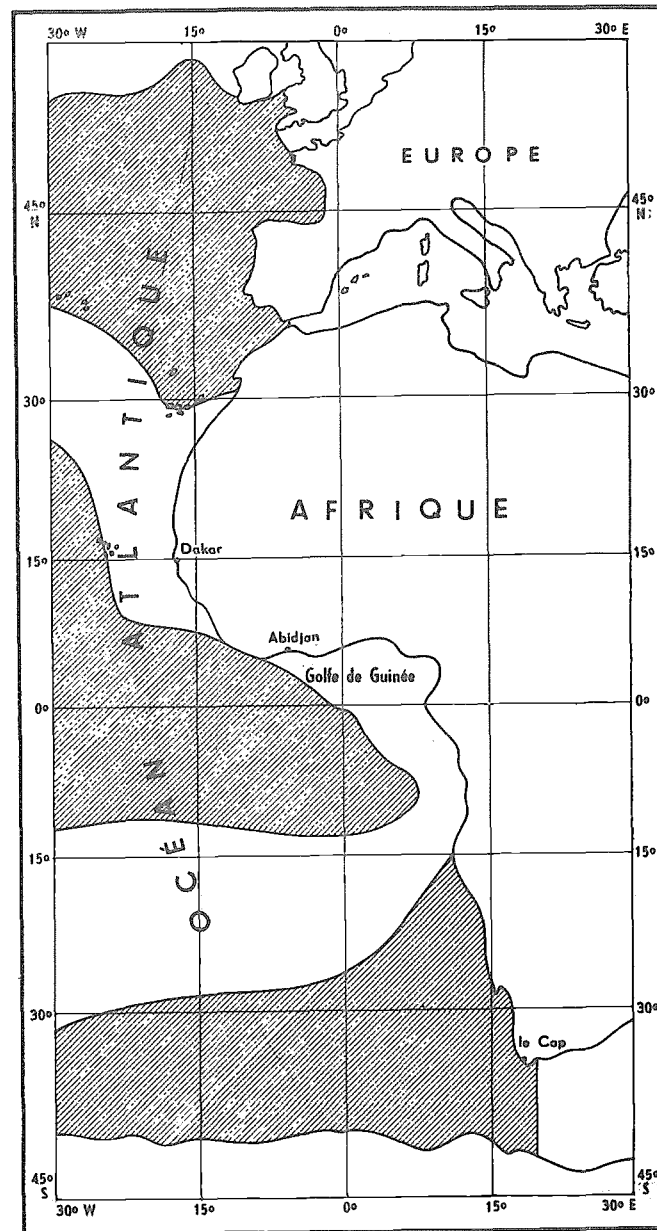 30° W 15° 0° 15° 30° E
EUROPE
45° N
45° N
OCÉAN ATLANTIQUE
30°
30°
AFRIQUE
15°
Dakar
15°
Abidjan
Golfe de Guinée
0°
0°
15°
15°
30°
30°
le Cap
45° S
45° S
30° W 15° 0° 15° 30° E